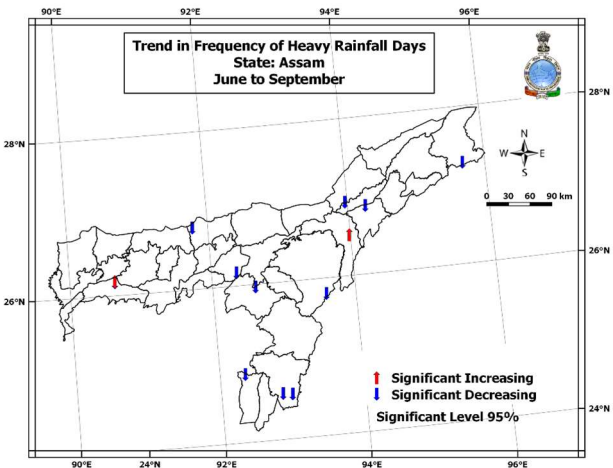 90°E 92°E 94°E 96°E
Trend in Frequency of Heavy Rainfall Days
State: Assam
June to September
28°N
28°N
N
W E
S
0 30 60 90 km
26°N
26°N
Significant Increasing
Significant Decreasing
Significant Level 95%
24°N
90°E 24°N 92°E 94°E 96°E